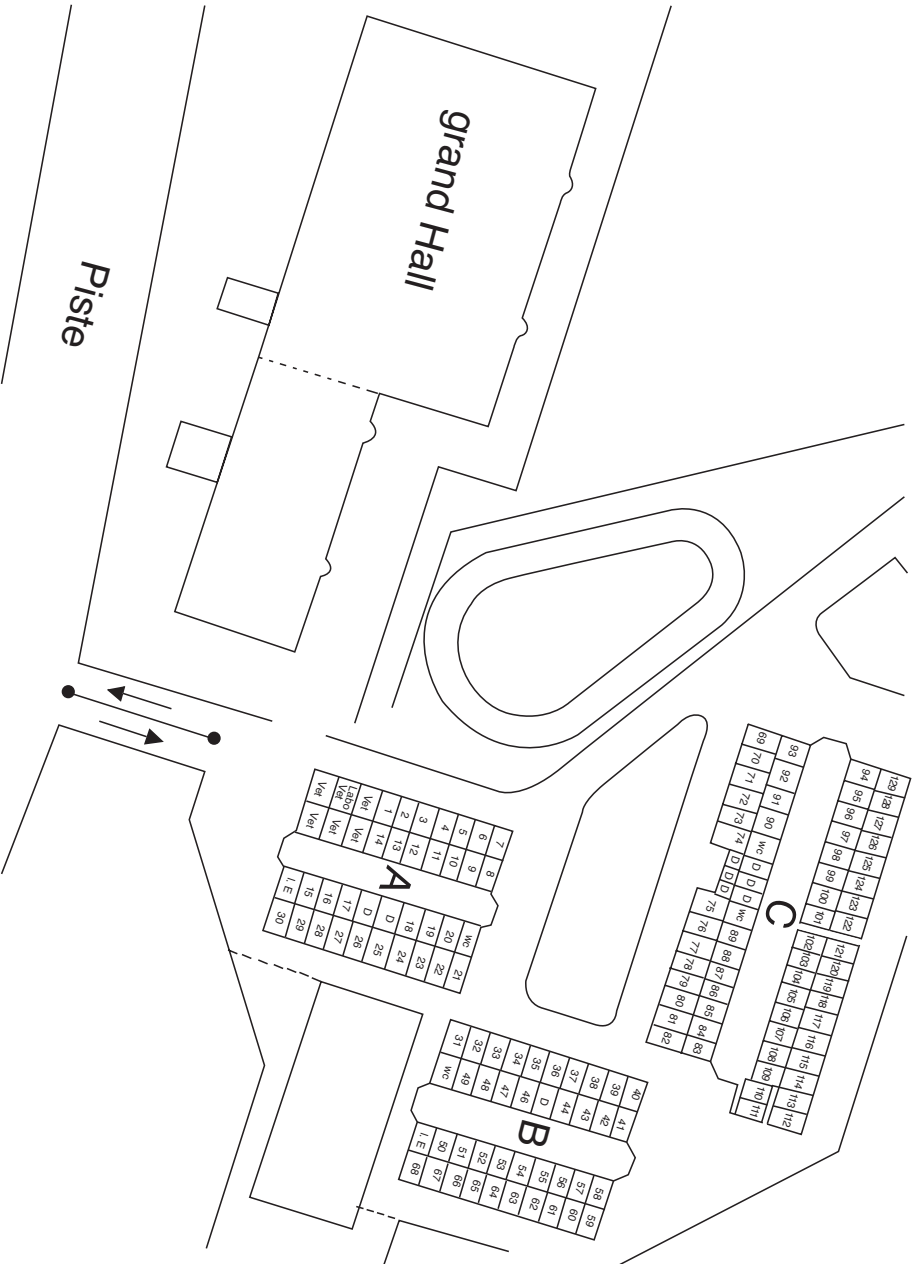 grand Hall
Piste
129 128 127 126 125 124 123 122 121 120 119 118 117 116 115 114 113 112
94 95 96 97 98 99 100 101 102 103 104 105 106 107 108 109 110 111
C
93 92 91 90 wc D D D wc 89 88 87 86 85 84 83
69 70 71 72 73 74 D D D 75 76 77 78 79 80 81 82
Vet Labo Vet Vet 1 2 3 4 5 6 7
Vet Vet Vet 14 13 12 11 10 9 8
A
I. E 15 16 17 D D 18 19 20 wc
30 29 28 27 26 25 24 23 22 21
31 32 33 34 35 36 37 38 39 40
wc 49 48 47 46 D 44 43 42 41
B
I. E 50 51 52 53 54 55 56 57 58
68 67 66 65 64 63 62 61 60 59